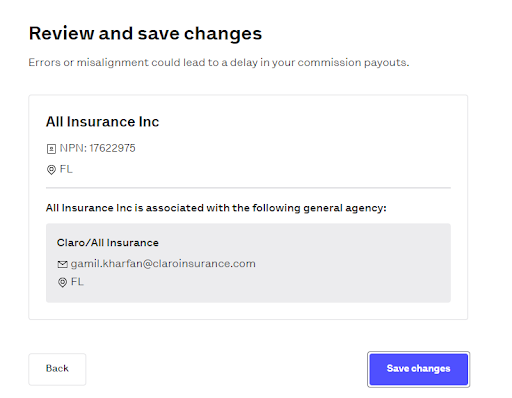 Review and save changes
Errors or misalignment could lead to a delay in your commission payouts.
All Insurance Inc
NPN: 17622975
FL
All Insurance Inc is associated with the following general agency:
Claro/All Insurance
gamil.kharfan@claroinsurance.com
FL
Back
Save changes